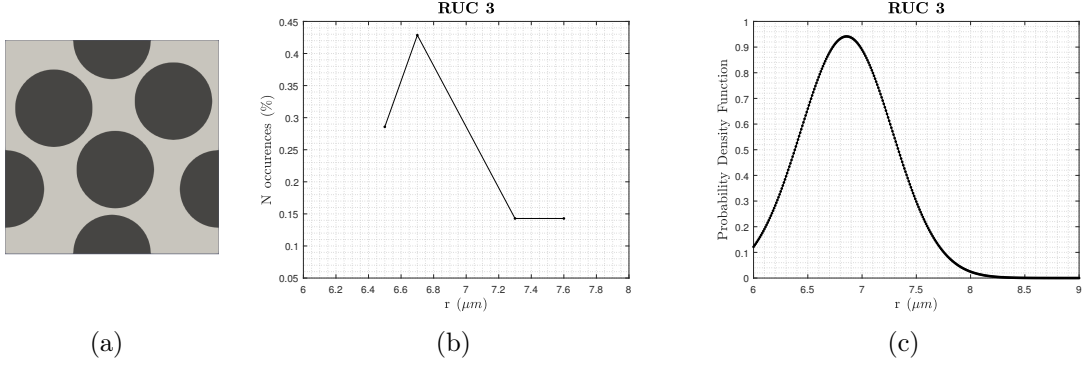 RUC 3
0.45
0.4
0.35
0.3
0.25
0.2
0.15
0.1
0.05
N occurences (%)
6 6.2 6.4 6.6 6.8 7 7.2 7.4 7.6 7.8 8
r (μm)
RUC 3
1
0.9
0.8
0.7
0.6
0.5
0.4
0.3
0.2
0.1
0
Probability Density Function
6 6.5 7 7.5 8 8.5 9
r (μm)
(a) (b) (c)